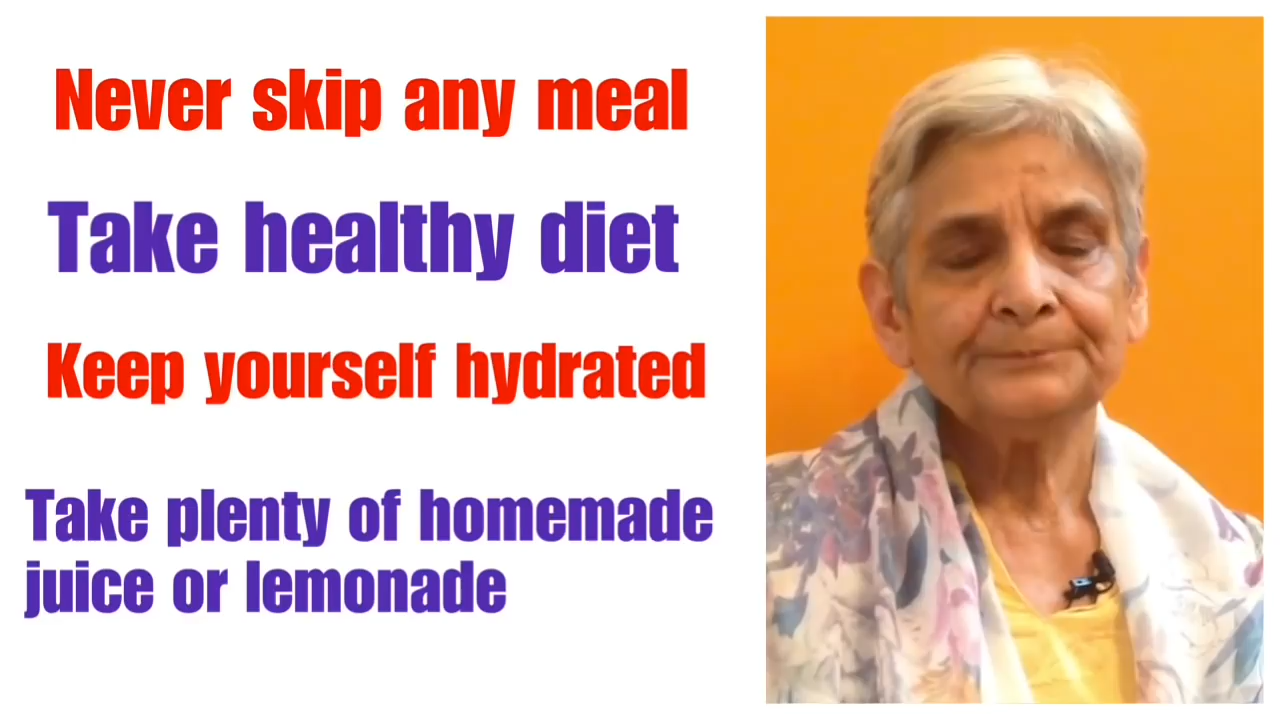 Never skip any meal
Take healthy diet
Keep yourself hydrated
Take plenty of homemade
juice or lemonade